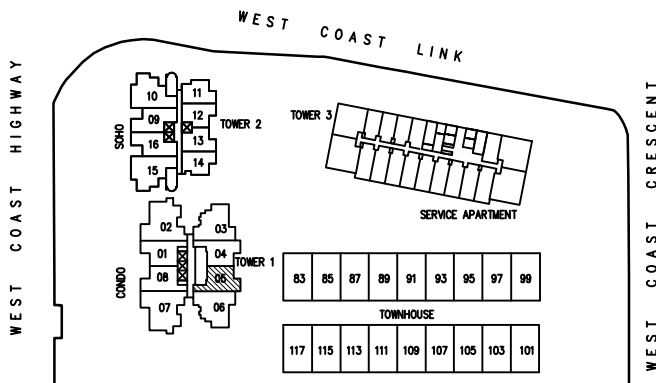 WEST COAST LINK
WEST COAST HIGHWAY
WEST COAST CRESCENT
10
11
09
12
TOWER 2
SOHO
16
13
15
14
TOWER 3
SERVICE APARTMENT
02
03
01
04
TOWER 1
CONDO
08
05
07
06
83 85 87 89 91 93 95 97 99
TOWNHOUSE
117 115 113 111 109 107 105 103 101